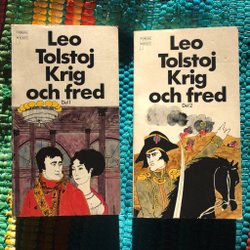 Leo
Tolstoj
Krig
och fred
Del 1
Leo
Tolstoj
Krig
och fred
Del 2